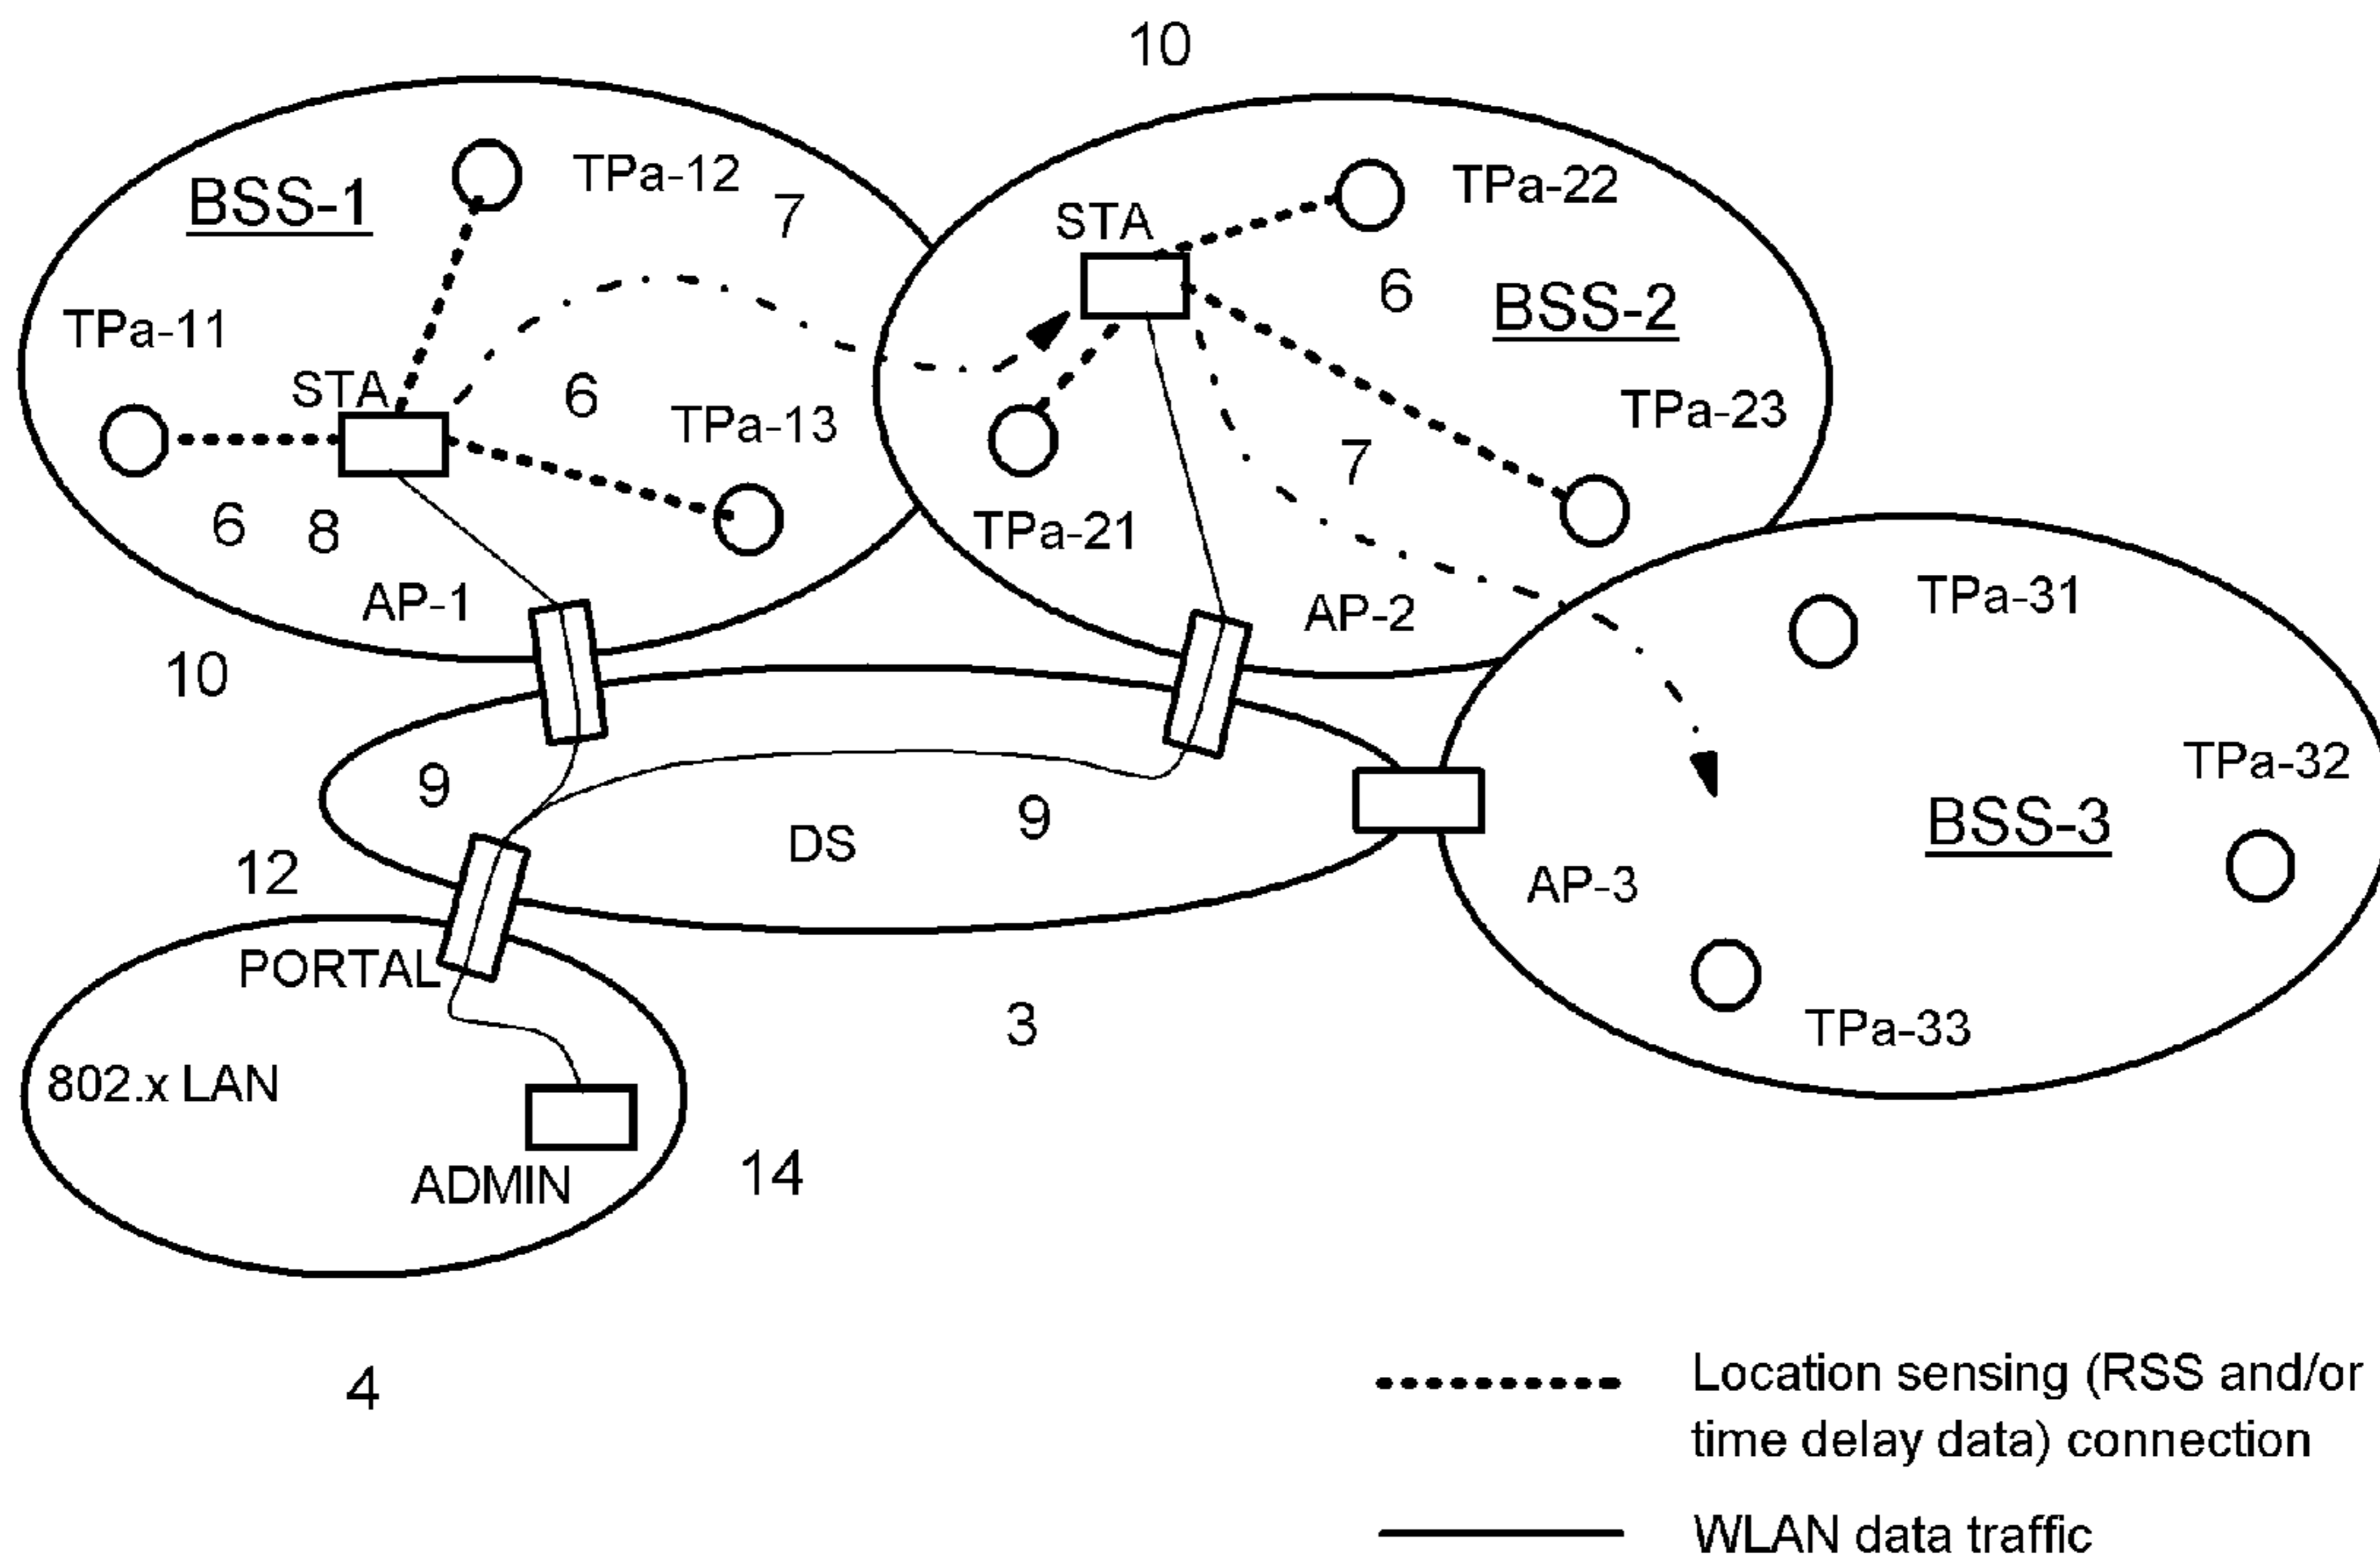 10
BSS-1
TPa-12
7
STA
TPa-22
6
BSS-2
TPa-11
STA
6
TPa-13
TPa-23
7
6
8
TPa-21
AP-1
AP-2
TPa-31
10
9
DS
9
TPa-32
BSS-3
12
AP-3
PORTAL
3
TPa-33
802.x LAN
ADMIN
14
4
Location sensing (RSS and/or
time delay data) connection
WLAN data traffic